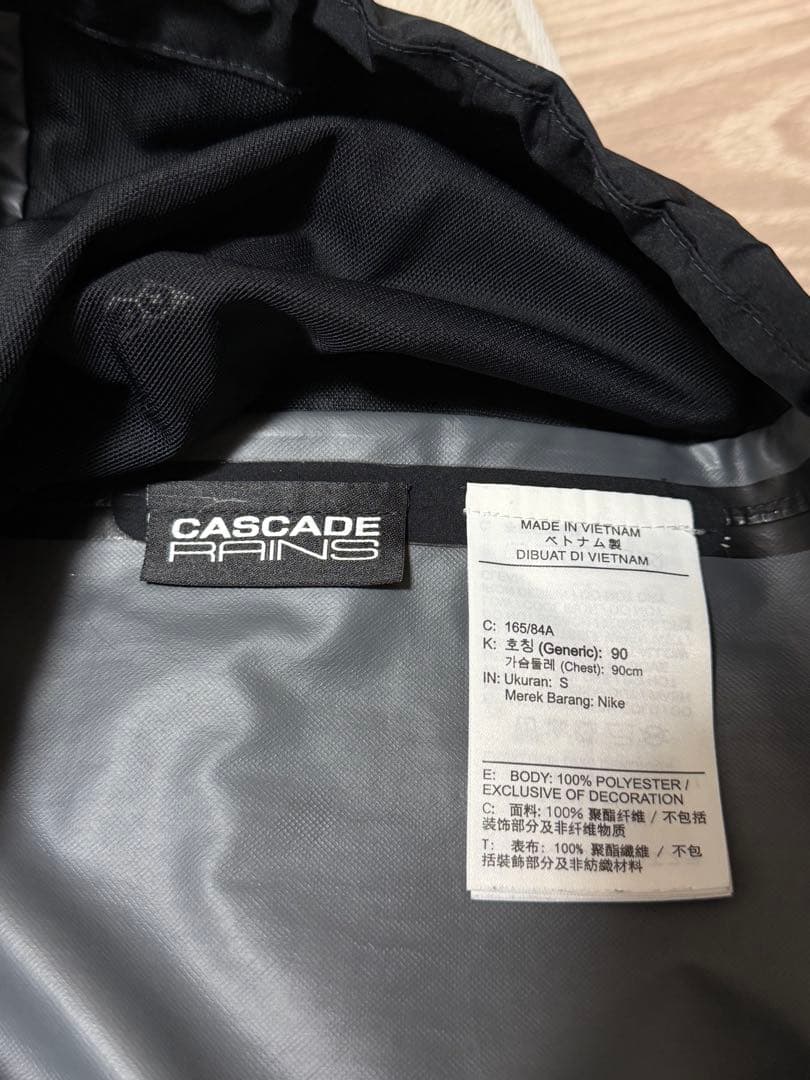 CASCADE
RAINS
MADE IN VIETNAM
ベトナム製
DIBUAT DI VIETNAM
C: 165/84A
K: 호칭 (Generic): 90
가슴둘레 (Chest): 90cm
IN: Ukuran: S
Merek Barang: Nike
E: BODY: 100% POLYESTER /
EXCLUSIVE OF DECORATION
C: 面料: 100% 聚酯纤维 / 不包括
装饰部分及非纤维物质
T: 表布: 100% 聚酯纖維 / 不包
括裝飾部分及非紡織材料